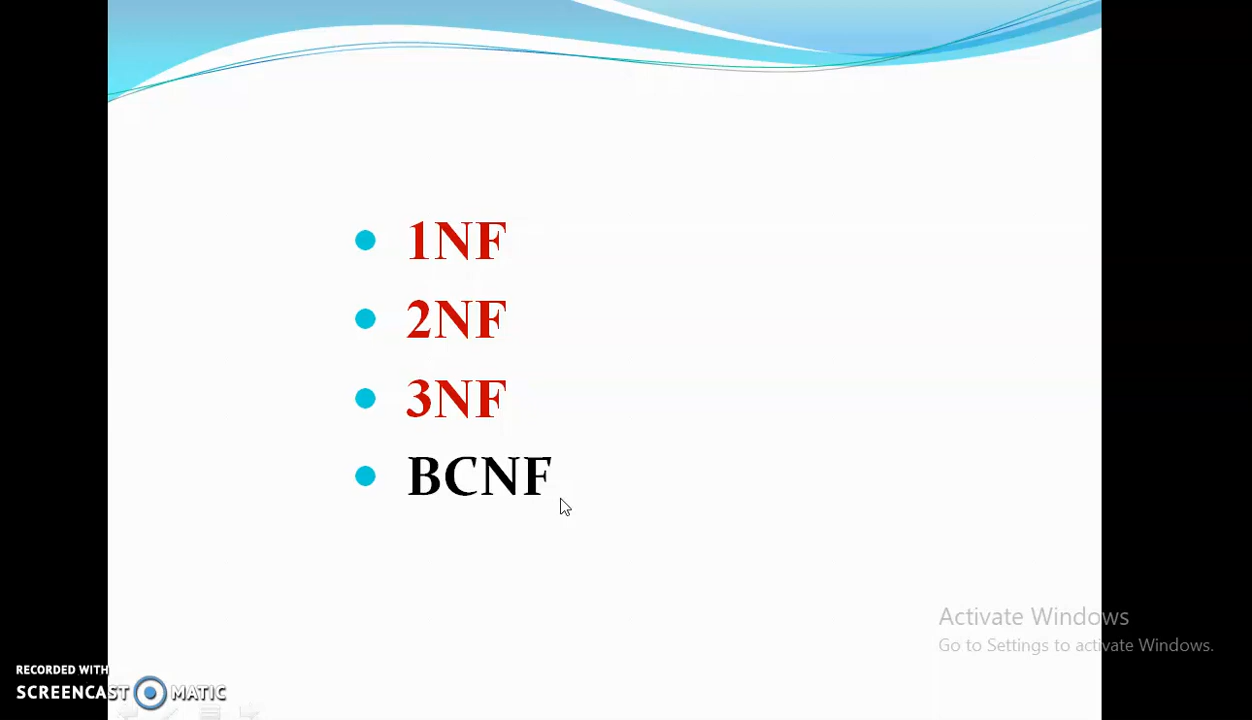 1NF
2NF
3NF
BCNF
Activate Windows
Go to Settings to activate Windows.
RECORDED WITH
SCREENCAST MATIC